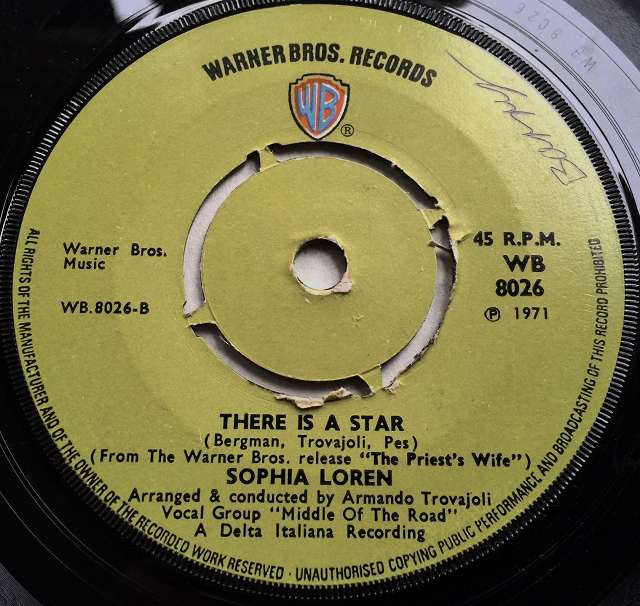 WB 8026
WARNER BROS. RECORDS
WB
®
Warner Bros.
Music
WB.8026-B
45 R.P.M.
WB
8026
Ⓟ 1971
THERE IS A STAR
(Bergman, Trovajoli, Pes)
(From The Warner Bros. release "The Priest's Wife")
SOPHIA LOREN
Arranged & conducted by Armando Trovajoli
Vocal Group "Middle Of The Road"
A Delta Italiana Recording
ALL RIGHTS OF THE MANUFACTURER AND OF THE OWNER OF THE RECORDED WORK RESERVED · UNAUTHORISED COPYING PUBLIC PERFORMANCE AND BROADCASTING OF THIS RECORD PROHIBITED